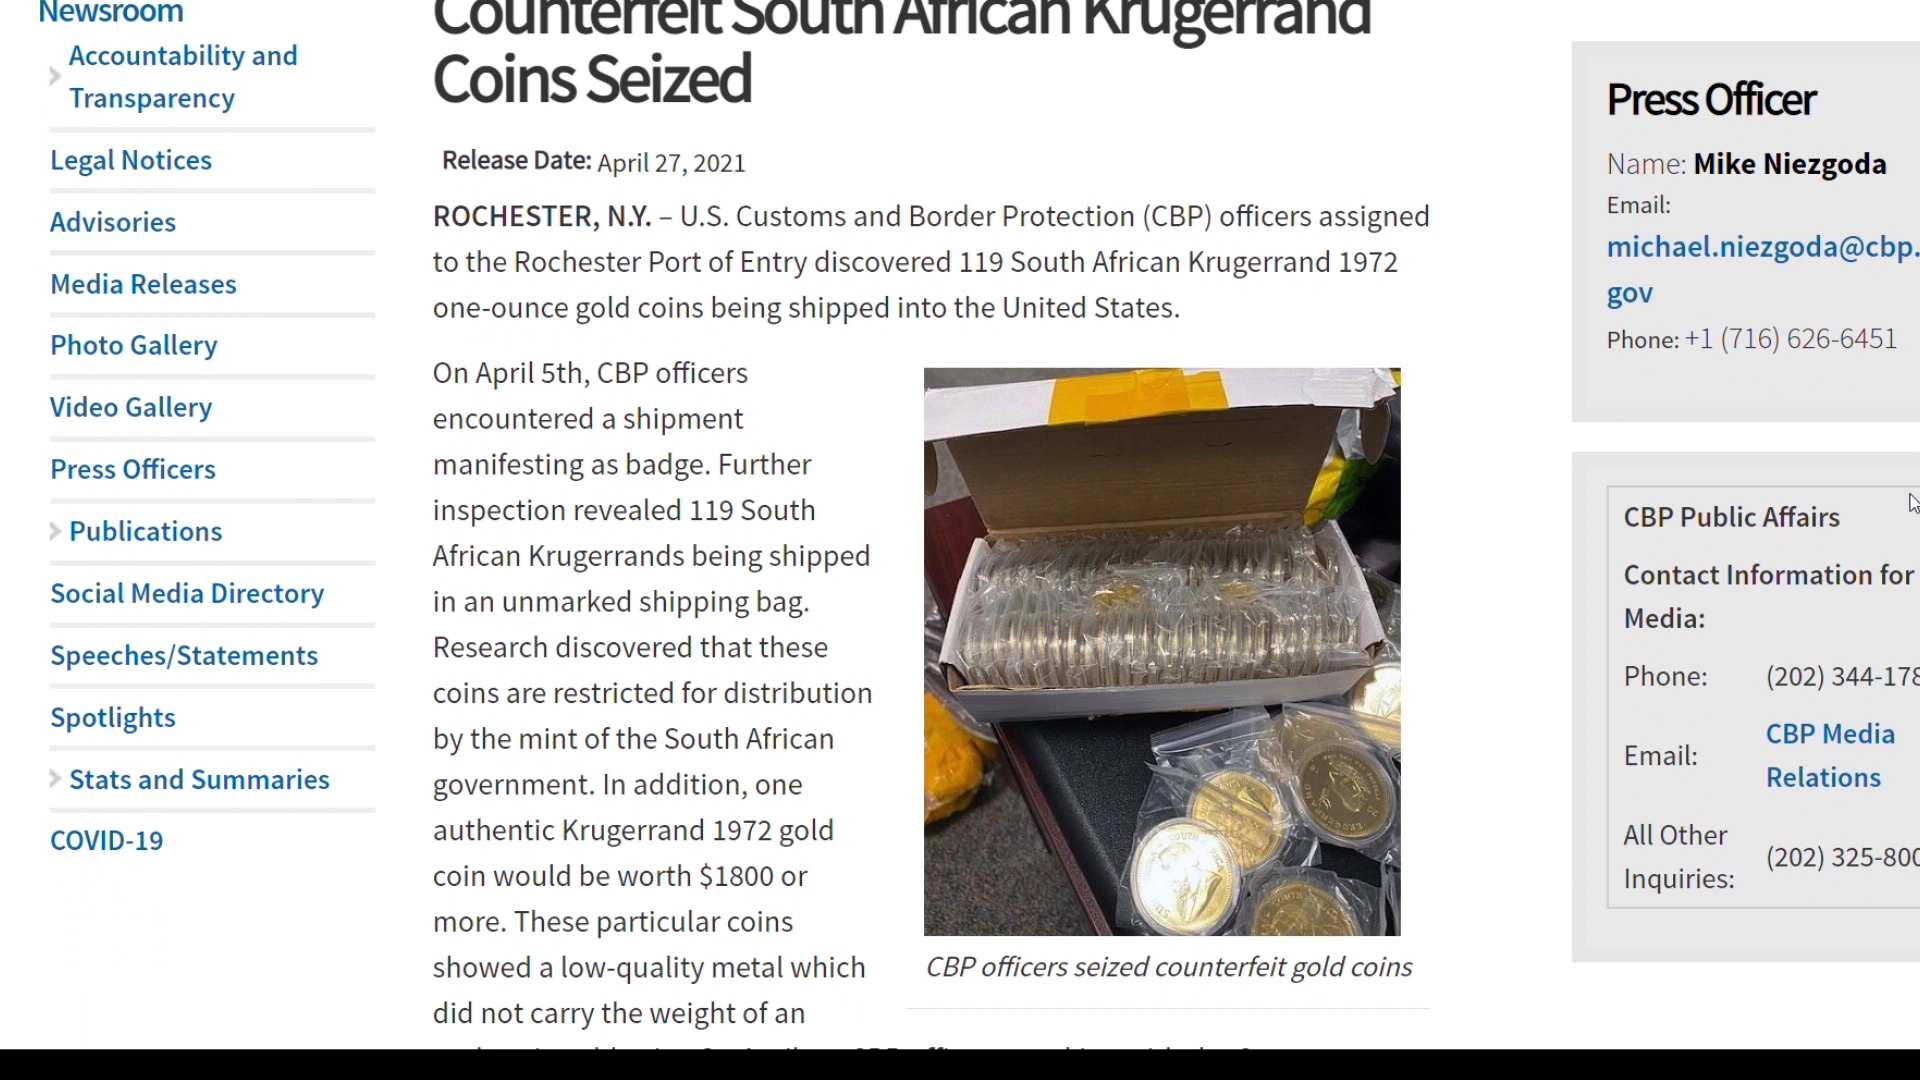 Newsroom
Accountability and
Transparency
Legal Notices
Advisories
Media Releases
Photo Gallery
Video Gallery
Press Officers
Publications
Social Media Directory
Speeches/Statements
Spotlights
Stats and Summaries
COVID-19
Counterfeit South African Krugerrand
Coins Seized
Release Date: April 27, 2021
ROCHESTER, N.Y. – U.S. Customs and Border Protection (CBP) officers assigned
to the Rochester Port of Entry discovered 119 South African Krugerrand 1972
one-ounce gold coins being shipped into the United States.
On April 5th, CBP officers
encountered a shipment
manifesting as badge. Further
inspection revealed 119 South
African Krugerrands being shipped
in an unmarked shipping bag.
Research discovered that these
coins are restricted for distribution
by the mint of the South African
government. In addition, one
authentic Krugerrand 1972 gold
coin would be worth $1800 or
more. These particular coins
showed a low-quality metal which
did not carry the weight of an
CBP officers seized counterfeit gold coins
Press Officer
Name: Mike Niezgoda
Email:
michael.niezgoda@cbp.
gov
Phone: +1 (716) 626-6451
CBP Public Affairs
Contact Information for
Media:
Phone: (202) 344-178
Email: CBP Media
Relations
All Other
Inquiries: (202) 325-800